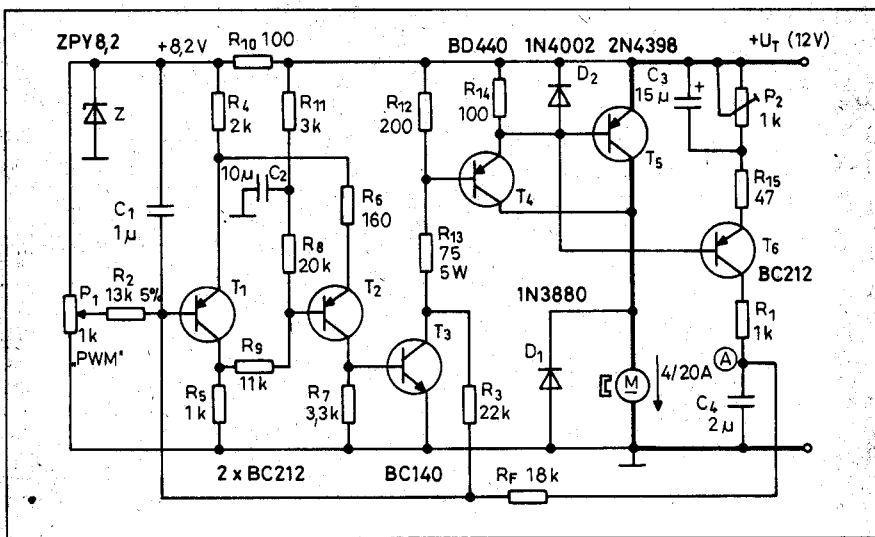 ZPY8,2
+8,2V
R10 100
BD440
1N4002
2N4398
+UT (12V)
Z
R4
2k
R11
3k
R12
200
R14
100
D2
C3
15µ
+
P2
1k
10µ
C2
R6
160
T4
T5
R15
47
C1
1µ
R8
20k
R13
75
5W
T6
BC212
P1
1k
"PWM"
R2
13k 5%
T1
T2
T3
1N3880
R1
1k
R9
11k
D1
M
4/20A
A
R5
1k
R7
3,3k
R3
22k
C4
2µ
2 x BC212
BC140
RF 18k